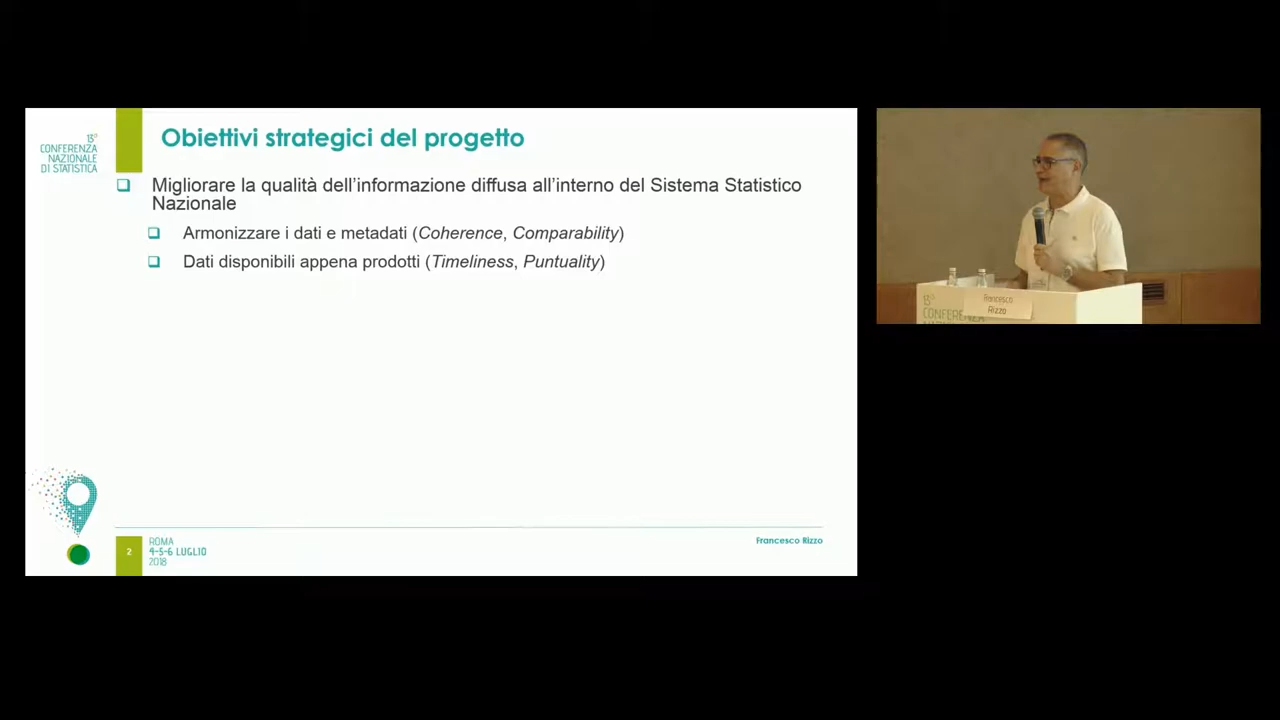 13°
CONFERENZA
NAZIONALE
DI STATISTICA
Obiettivi strategici del progetto
Migliorare la qualità dell'informazione diffusa all'interno del Sistema Statistico
Nazionale
Armonizzare i dati e metadati (Coherence, Comparability)
Dati disponibili appena prodotti (Timeliness, Puntuality)
2
ROMA
4-5-6 LUGLIO
2018
Francesco Rizzo
13°
CONFERENZA
Francesco
Rizzo